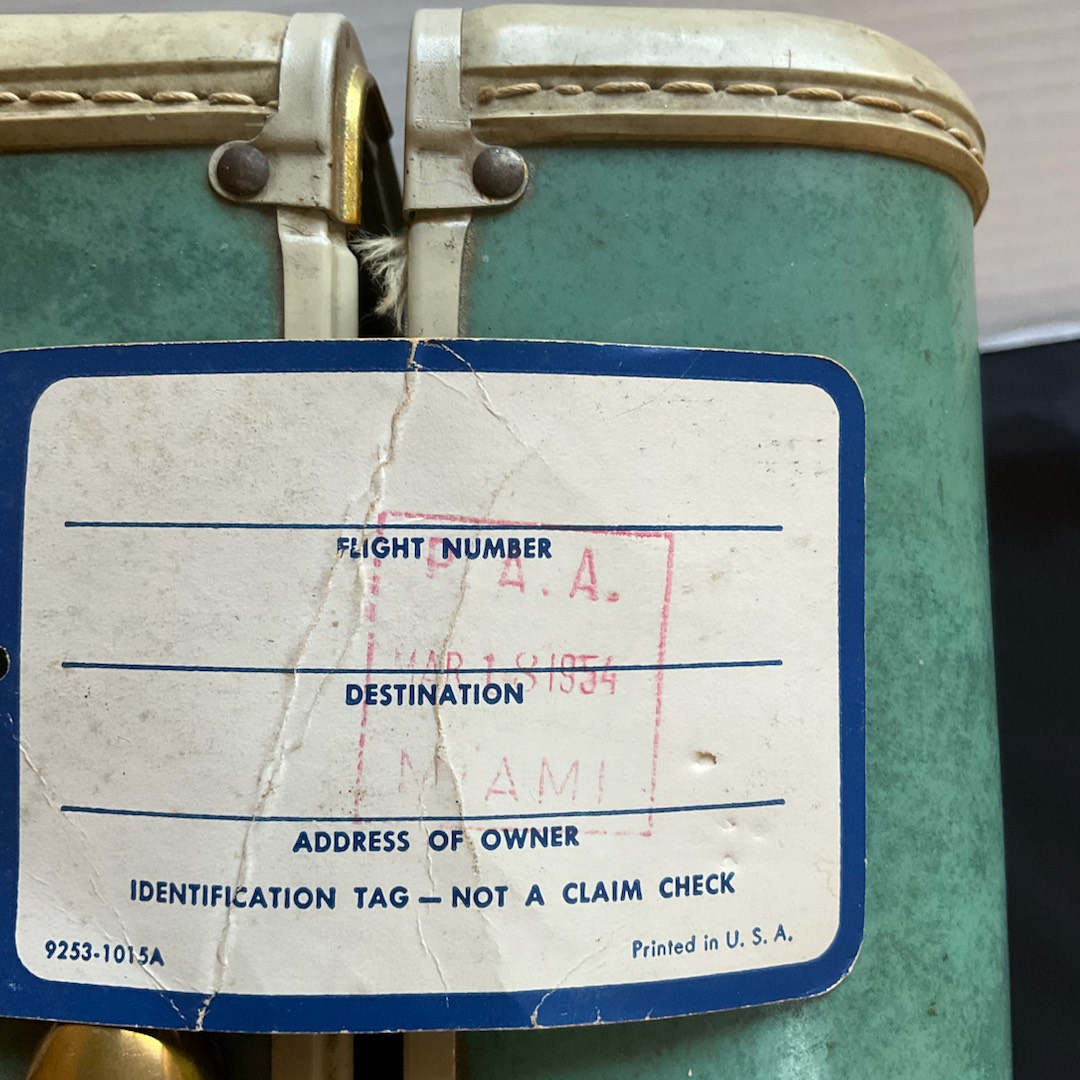 FLIGHT NUMBER
P. A. A.
MAR 18 1954
DESTINATION
MIAMI
ADDRESS OF OWNER
IDENTIFICATION TAG — NOT A CLAIM CHECK
9253-1015A
Printed in U. S. A.